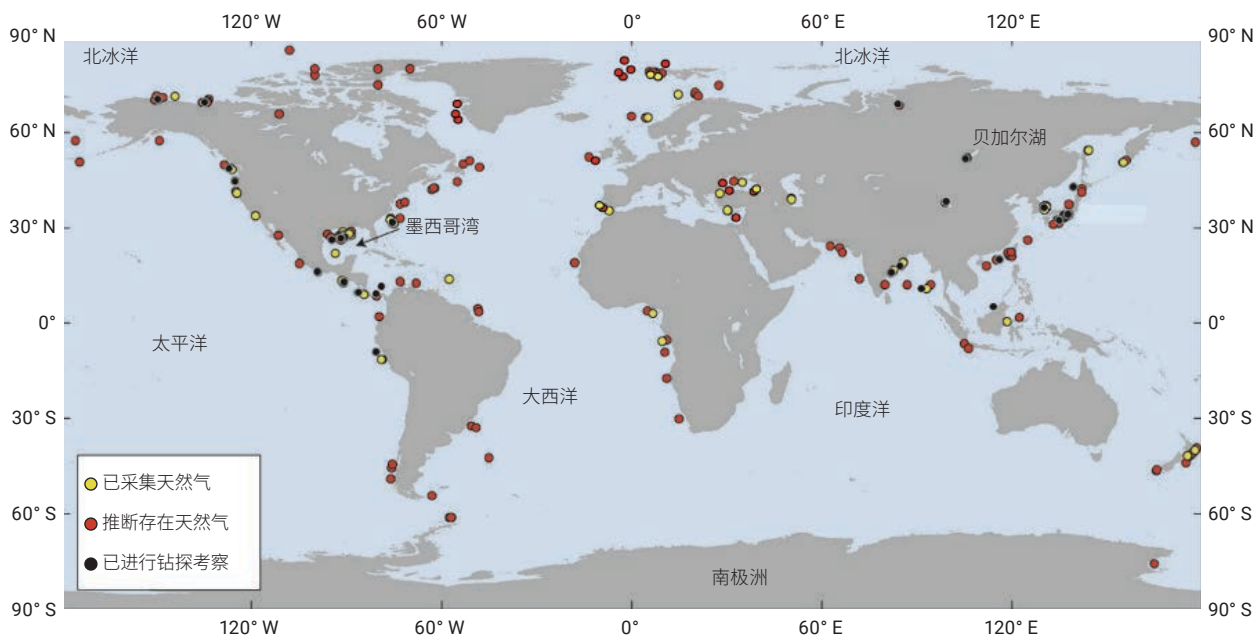 120° W 60° W 0° 60° E 120° E
90° N 90° N
北冰洋 北冰洋
60° N 60° N
贝加尔湖
30° N 30° N
墨西哥湾
0° 0°
太平洋
大西洋 印度洋
30° S 30° S
已采集天然气
推断存在天然气
60° S 60° S
已进行钻探考察
南极洲
90° S 90° S
120° W 60° W 0° 60° E 120° E